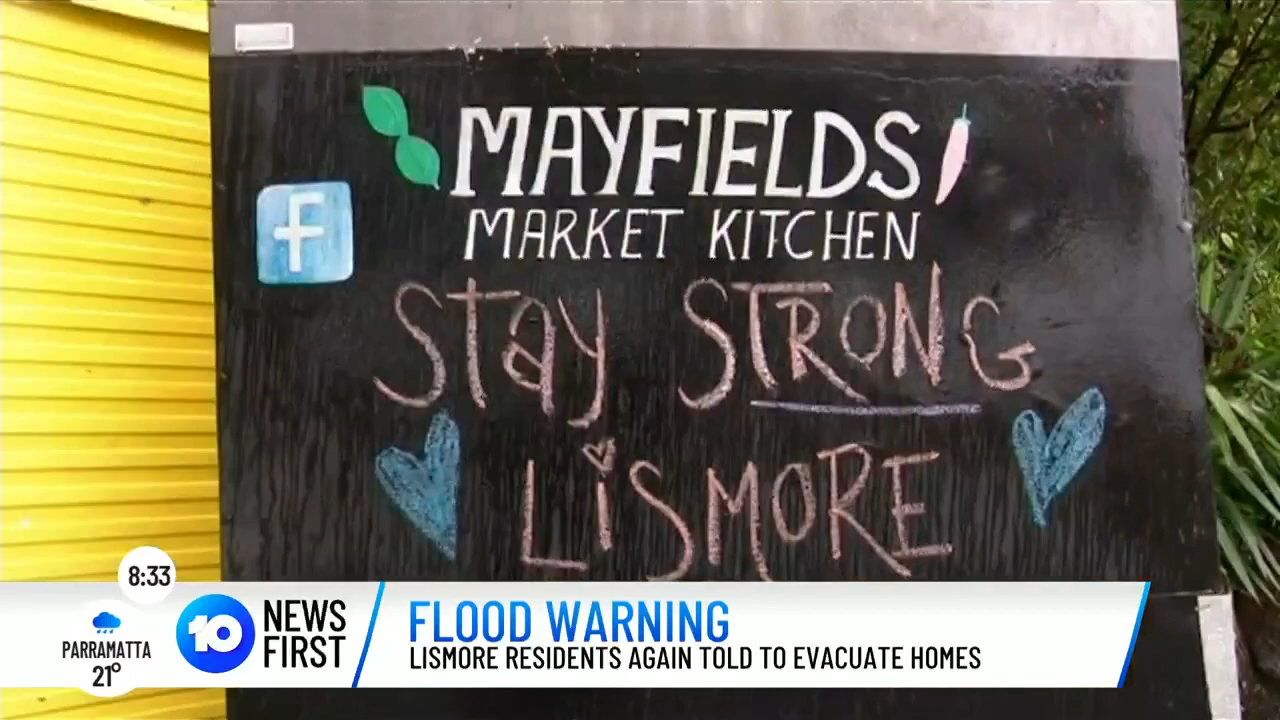 MAYFIELDS
MARKET KITCHEN
f
Stay STRONG
LiSMORE
8:33
PARRAMATTA
21°
10
NEWS
FIRST
FLOOD WARNING
LISMORE RESIDENTS AGAIN TOLD TO EVACUATE HOMES